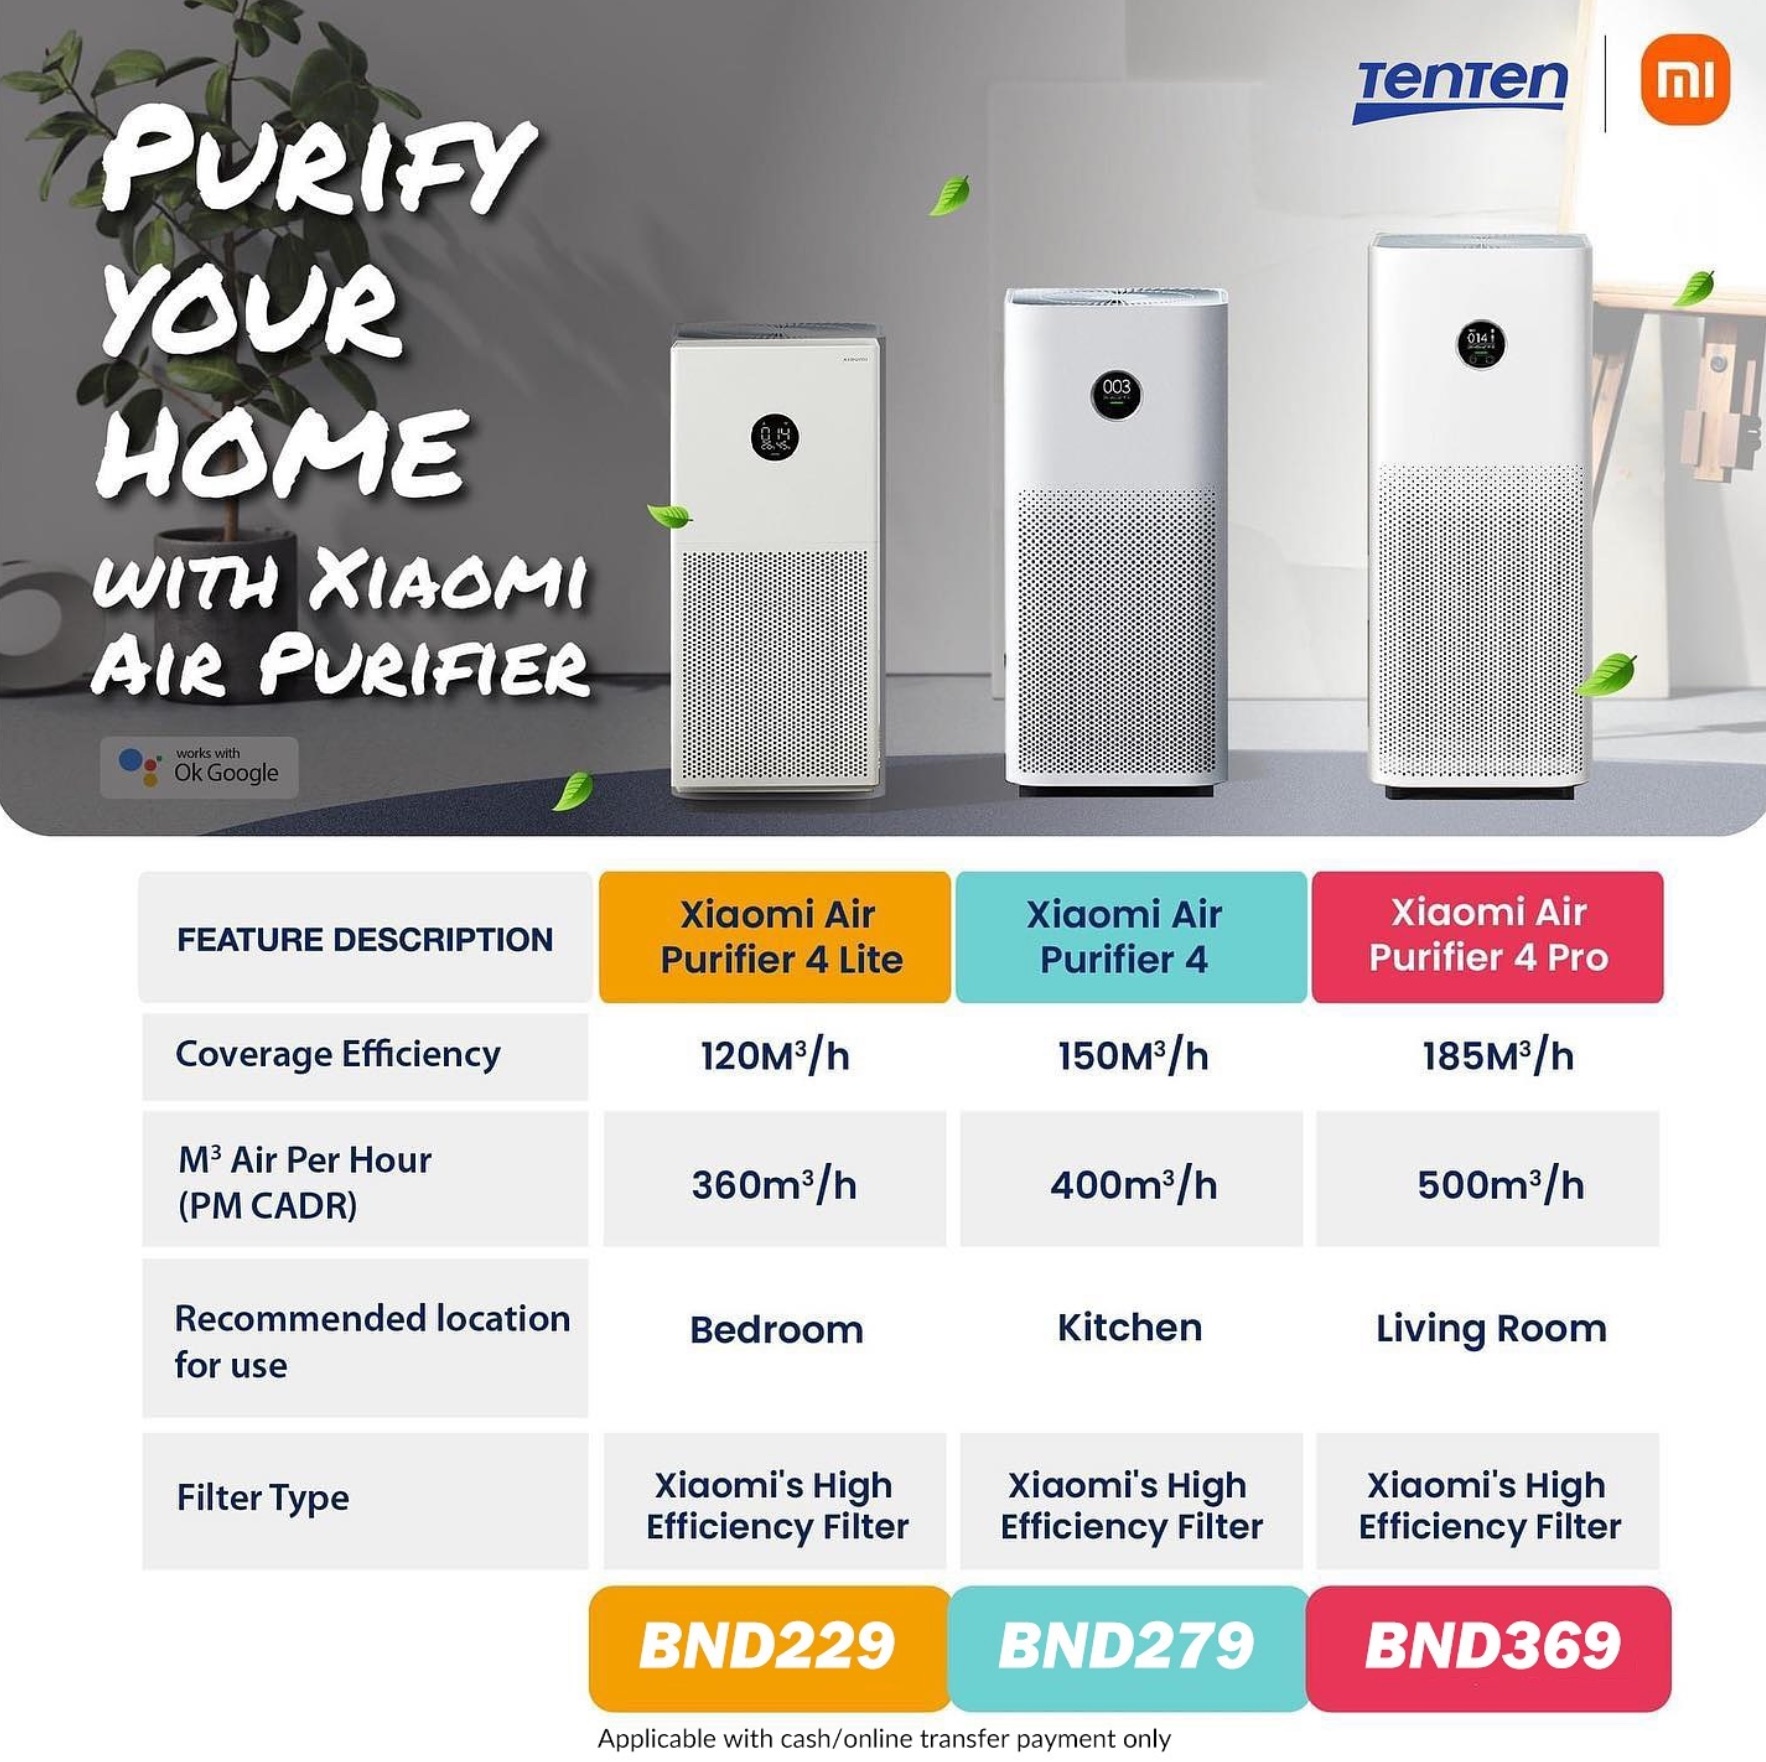 PURIFY
YOUR
HOME
WITH XIAOMI
AIR PURIFIER
works with
Ok Google
TenTen
mi
XIAOMI
014
003
014
FEATURE DESCRIPTION
Xiaomi Air
Purifier 4 Lite
Xiaomi Air
Purifier 4
Xiaomi Air
Purifier 4 Pro
Coverage Efficiency
120M³/h
150M³/h
185M³/h
M³ Air Per Hour
(PM CADR)
360m³/h
400m³/h
500m³/h
Recommended location
for use
Bedroom
Kitchen
Living Room
Filter Type
Xiaomi's High
Efficiency Filter
Xiaomi's High
Efficiency Filter
Xiaomi's High
Efficiency Filter
BND229
BND279
BND369
Applicable with cash/online transfer payment only